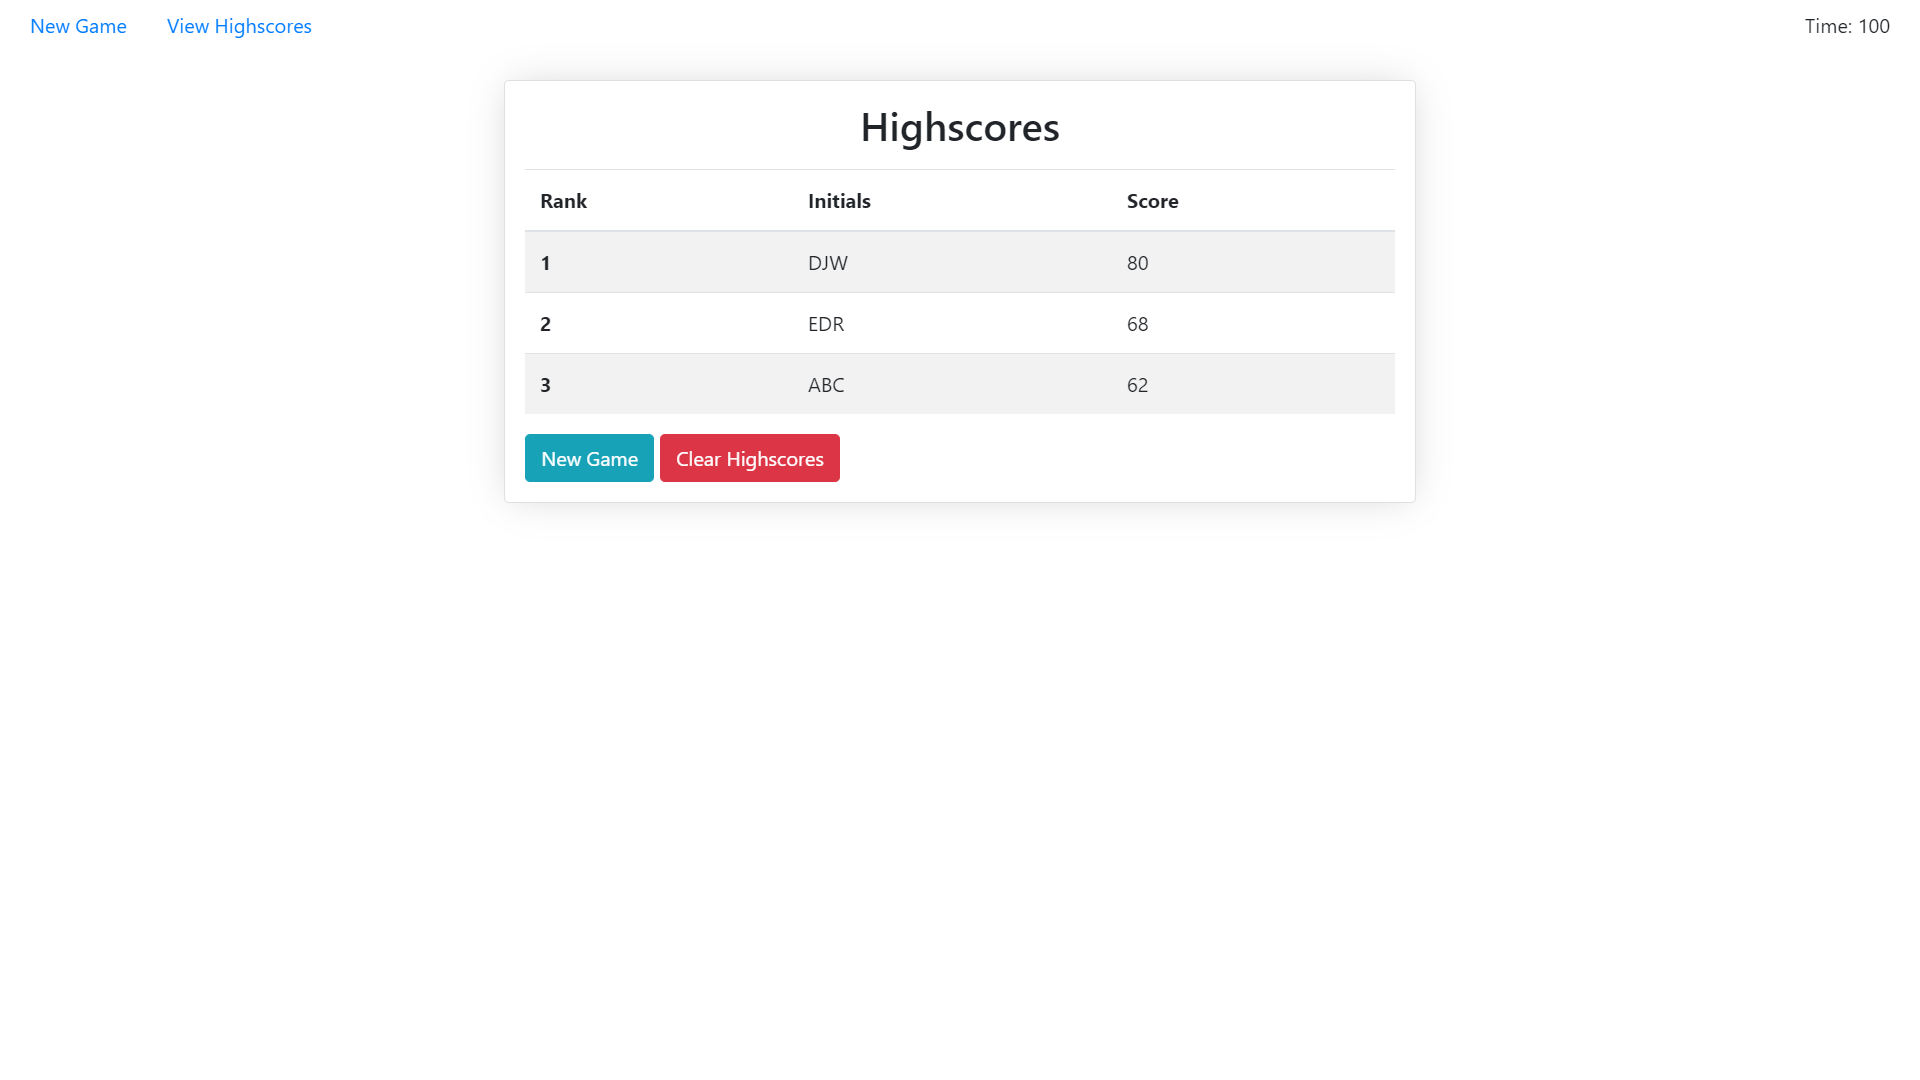 New Game View Highscores Time: 100
Highscores
Rank Initials Score
1 DJW 80
2 EDR 68
3 ABC 62
New Game Clear Highscores